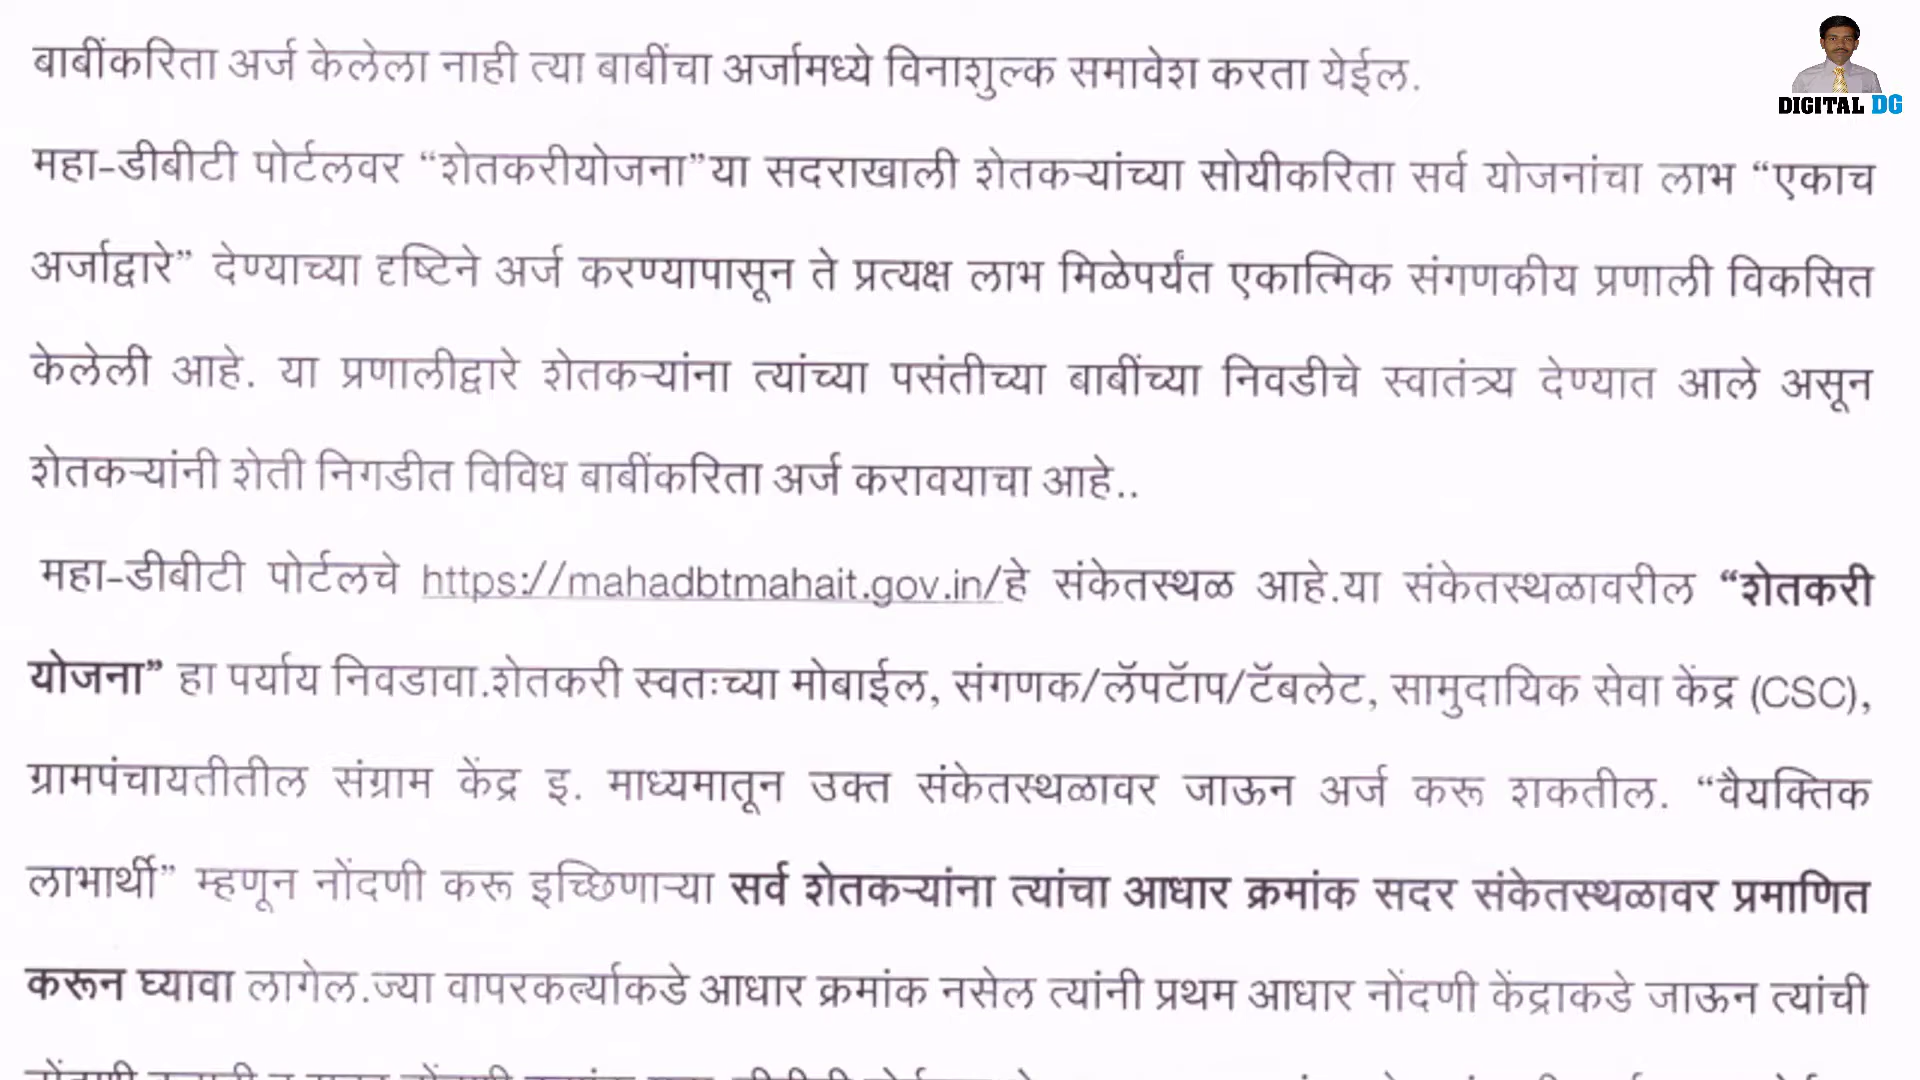 बाबींकरिता अर्ज केलेला नाही त्या बाबींचा अर्जामध्ये विनाशुल्क समावेश करता येईल.
DIGITAL DG
महा-डीबीटी पोर्टलवर “शेतकरीयोजना”या सदराखाली शेतकऱ्यांच्या सोयीकरिता सर्व योजनांचा लाभ “एकाच
अर्जाद्वारे” देण्याच्या दृष्टिने अर्ज करण्यापासून ते प्रत्यक्ष लाभ मिळेपर्यंत एकात्मिक संगणकीय प्रणाली विकसित
केलेली आहे. या प्रणालीद्वारे शेतकऱ्यांना त्यांच्या पसंतीच्या बाबींच्या निवडीचे स्वातंत्र्य देण्यात आले असून
शेतकऱ्यांनी शेती निगडीत विविध बाबींकरिता अर्ज करावयाचा आहे..
महा-डीबीटी पोर्टलचे https://mahadbtmahait.gov.in/हे संकेतस्थळ आहे.या संकेतस्थळावरील “शेतकरी
योजना” हा पर्याय निवडावा.शेतकरी स्वतःच्या मोबाईल, संगणक/लॅपटॉप/टॅबलेट, सामुदायिक सेवा केंद्र (CSC),
ग्रामपंचायतीतील संग्राम केंद्र इ. माध्यमातून उक्त संकेतस्थळावर जाऊन अर्ज करू शकतील. “वैयक्तिक
लाभार्थी” म्हणून नोंदणी करू इच्छिणाऱ्या सर्व शेतकऱ्यांना त्यांचा आधार क्रमांक सदर संकेतस्थळावर प्रमाणित
करून घ्यावा लागेल.ज्या वापरकर्त्याकडे आधार क्रमांक नसेल त्यांनी प्रथम आधार नोंदणी केंद्राकडे जाऊन त्यांची